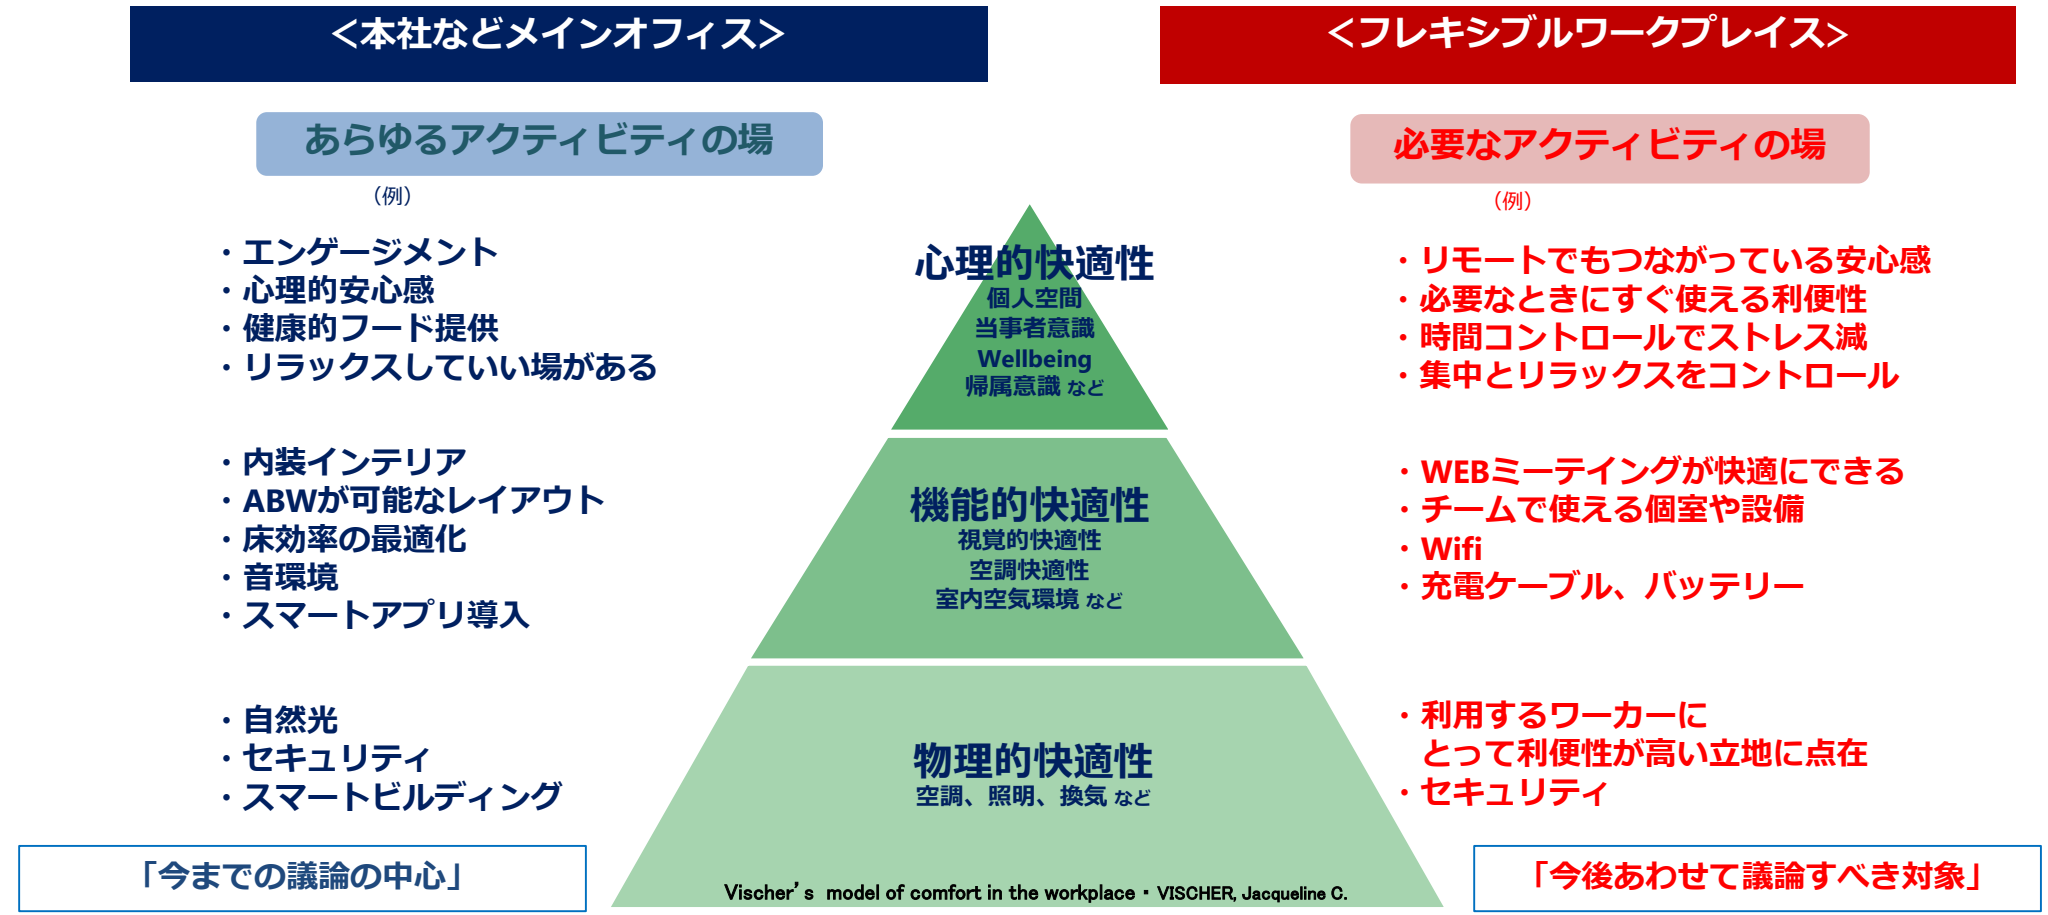 <本社などメインオフィス>
あらゆるアクティビティの場
（例）
・エンゲージメント
・心理的安心感
・健康的フード提供
・リラックスしていい場がある
・内装インテリア
・ABWが可能なレイアウト
・床効率の最適化
・音環境
・スマートアプリ導入
・自然光
・セキュリティ
・スマートビルディング
「今までの議論の中心」
心理的快適性
個人空間
当事者意識
Wellbeing
帰属意識 など
機能的快適性
視覚的快適性
空調快適性
室内空気環境 など
物理的快適性
空調、照明、換気 など
Vischer’s model of comfort in the workplace・VISCHER, Jacqueline C.
<フレキシブルワークプレイス>
必要なアクティビティの場
（例）
・リモートでもつながっている安心感
・必要なときにすぐ使える利便性
・時間コントロールでストレス減
・集中とリラックスをコントロール
・WEBミーテイングが快適にできる
・チームで使える個室や設備
・Wifi
・充電ケーブル、バッテリー
・利用するワーカーに
とって利便性が高い立地に点在
・セキュリティ
「今後あわせて議論すべき対象」